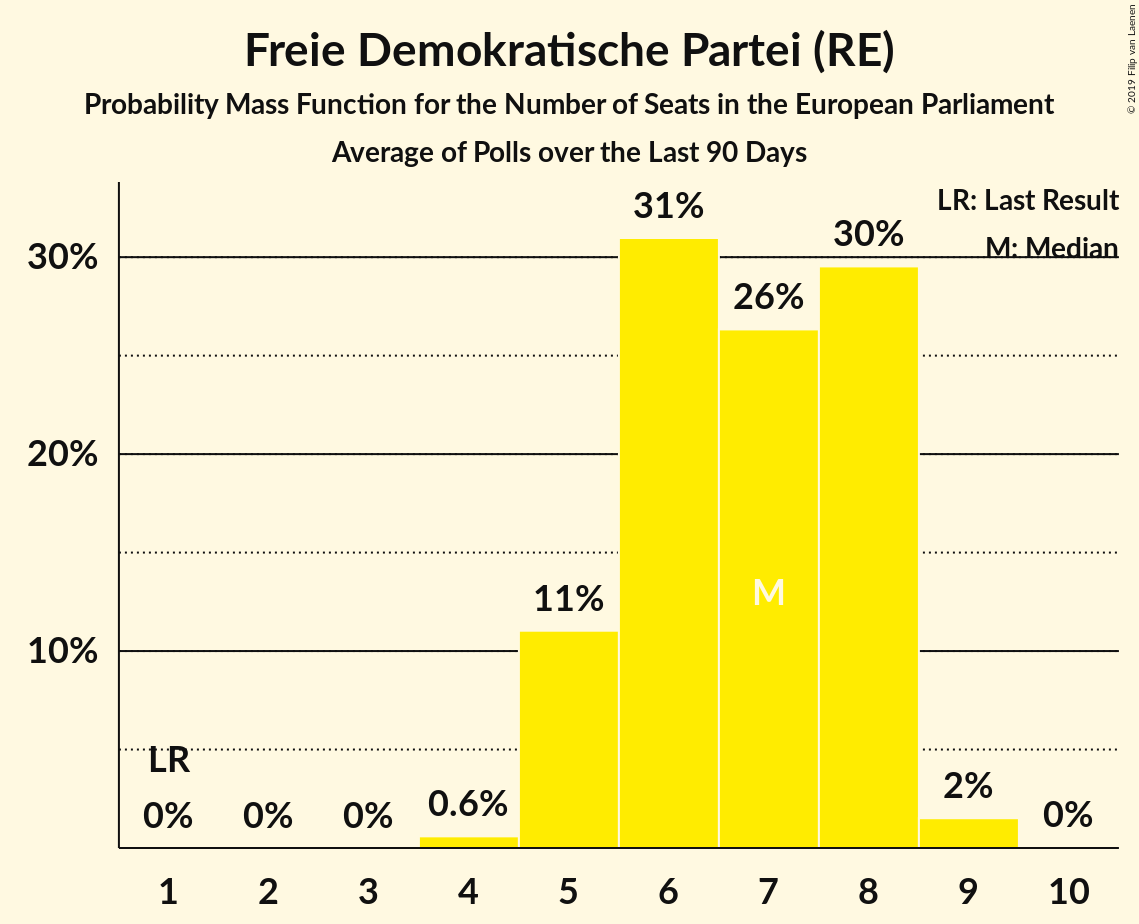 Freie Demokratische Partei (RE)
Probability Mass Function for the Number of Seats in the European Parliament
Average of Polls over the Last 90 Days
© 2019 Filip van Laenen
LR: Last Result
M: Median
30%
20%
10%
31%
30%
26%
M
11%
LR
0%
0%
0%
0.6%
2%
0%
1
2
3
4
5
6
7
8
9
10